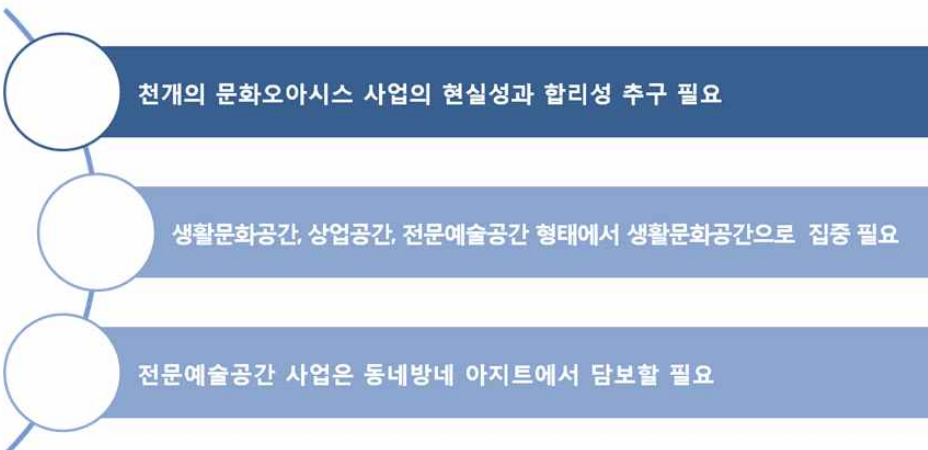 천개의 문화오아시스 사업의 현실성과 합리성 추구 필요
생활문화공간, 상업공간, 전문예술공간 형태에서 생활문화공간으로 집중 필요
전문예술공간 사업은 동네방네 아지트에서 담보할 필요